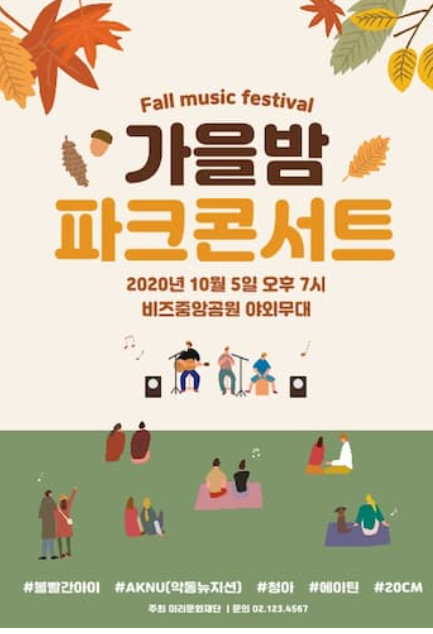 Fall music festival
가을밤
파크콘서트
2020년 10월 5일 오후 7시
비즈중앙공원 야외무대
#볼빨간아이 #AKNU(악동뉴지션) #청아 #에이틴 #20CM
주최 미리문화재단 | 문의 02.123.4567